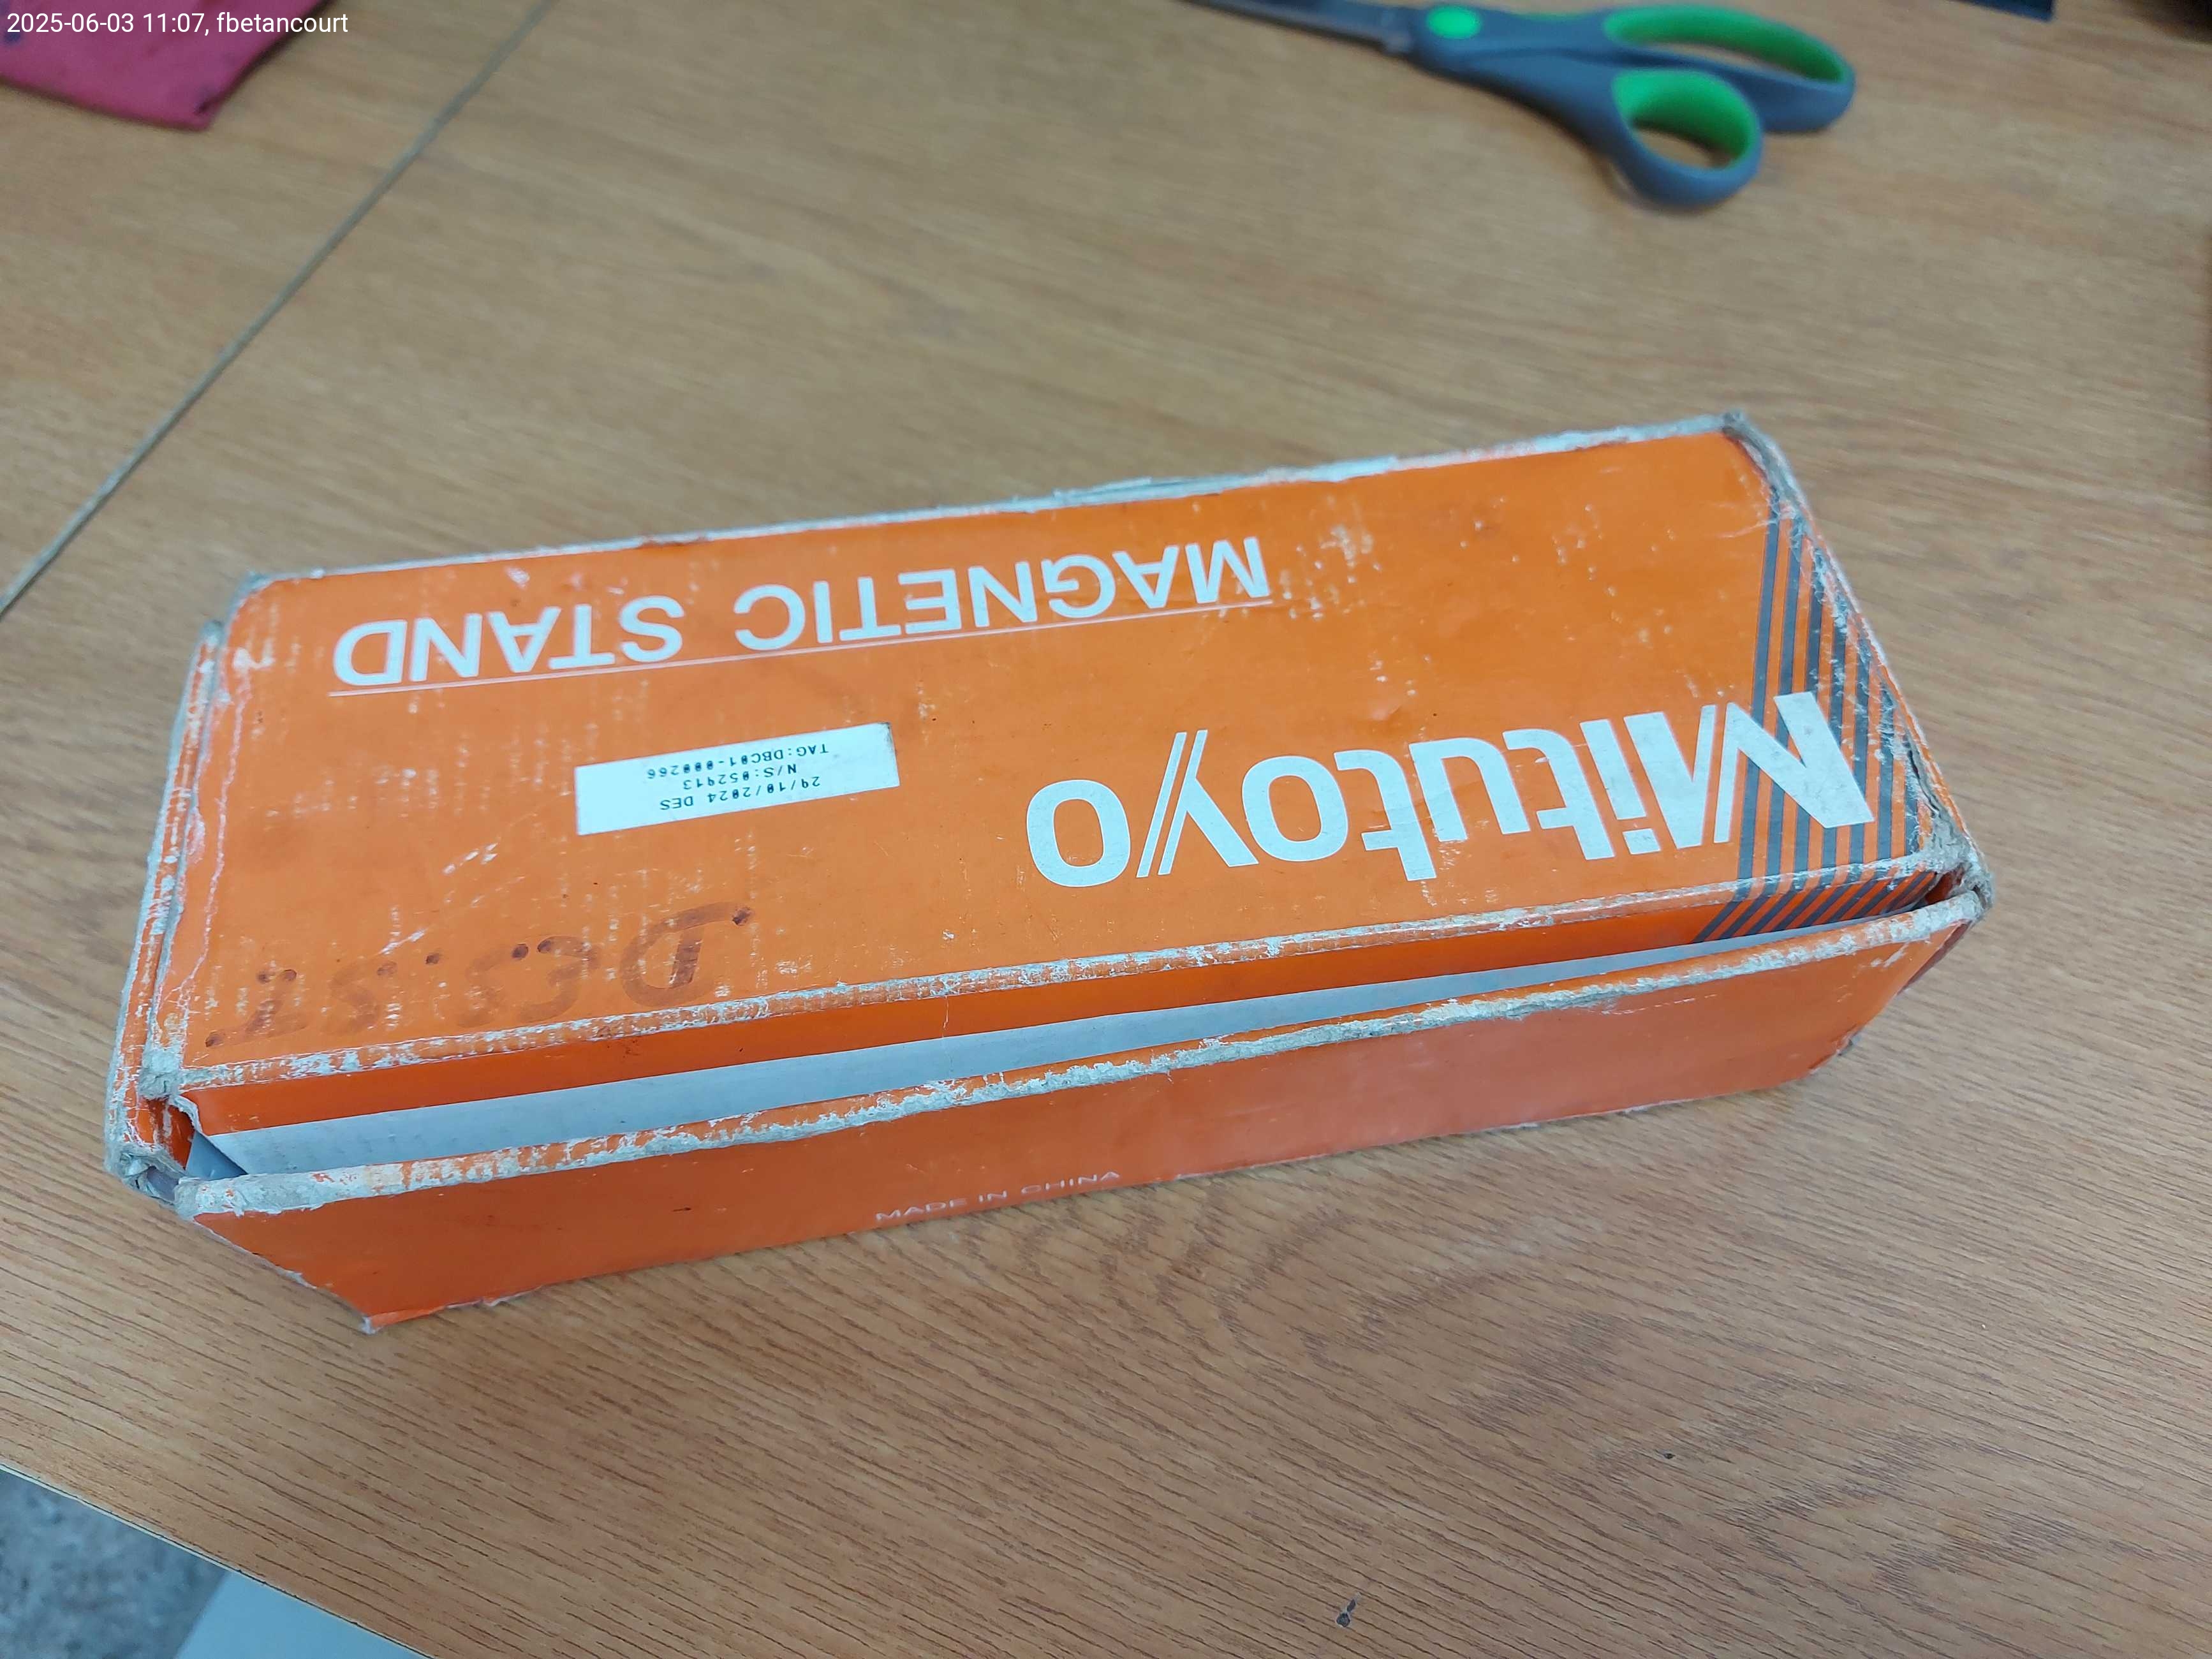 2025-06-03 11:07, fbetancourt
Mitutoyo
29/10/2024 DES
N/S:052913
TAG:DBC01-000266
MAGNETIC STAND
MADE IN CHINA